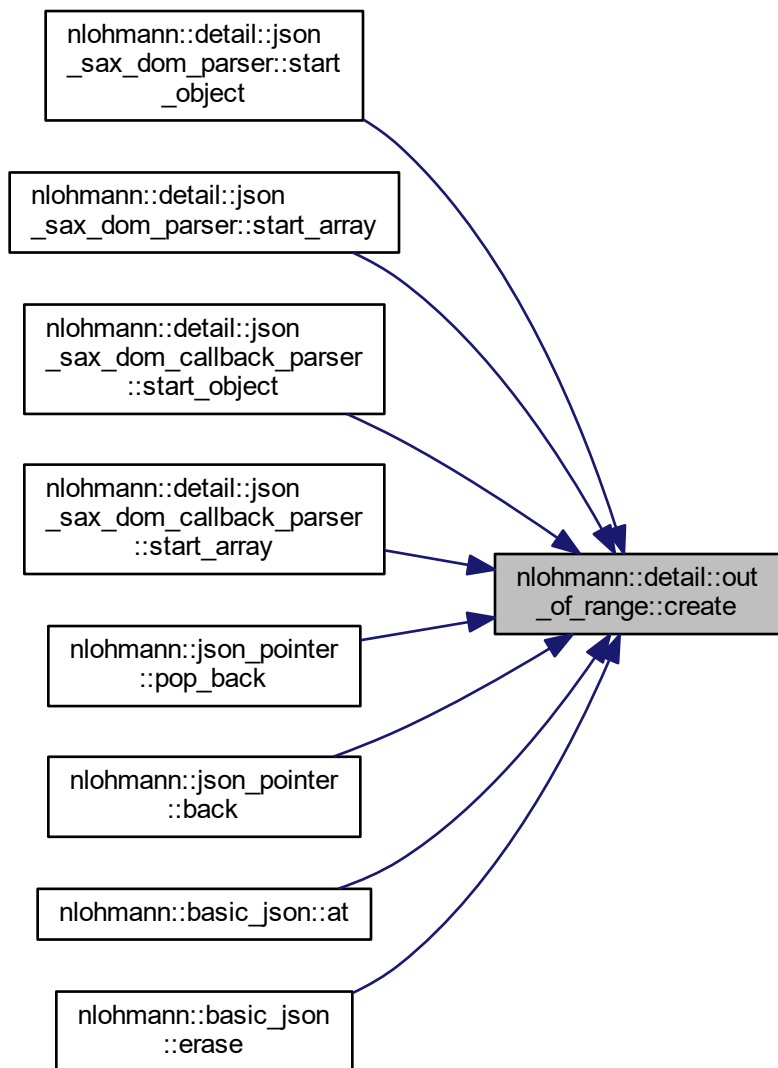 nlohmann::detail::json
_sax_dom_parser::start
_object
nlohmann::detail::json
_sax_dom_parser::start_array
nlohmann::detail::json
_sax_dom_callback_parser
::start_object
nlohmann::detail::json
_sax_dom_callback_parser
::start_array
nlohmann::detail::out
_of_range::create
nlohmann::json_pointer
::pop_back
nlohmann::json_pointer
::back
nlohmann::basic_json::at
nlohmann::basic_json
::erase